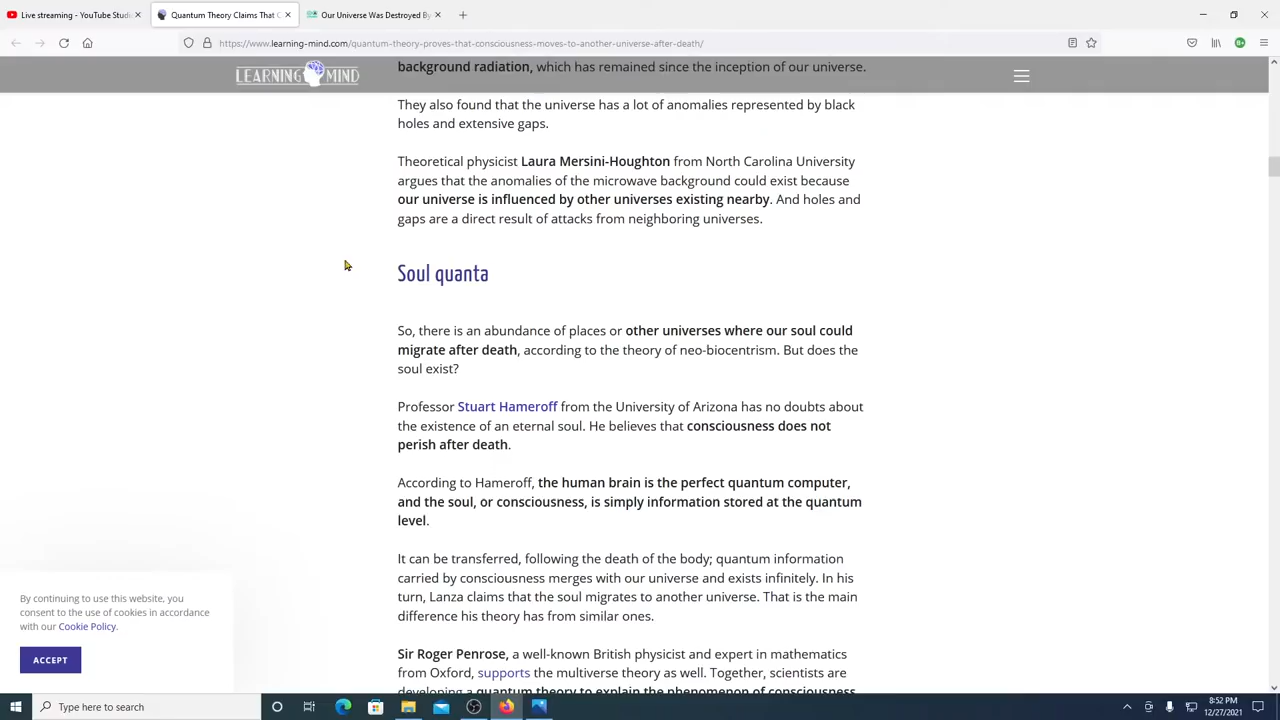 Live streaming - YouTube Studi
Quantum Theory Claims That C
Our Universe Was Destroyed By
https://www.learning-mind.com/quantum-theory-proves-that-consciousness-moves-to-another-universe-after-death/
LEARNING MIND
background radiation, which has remained since the inception of our universe.
They also found that the universe has a lot of anomalies represented by black
holes and extensive gaps.
Theoretical physicist Laura Mersini-Houghton from North Carolina University
argues that the anomalies of the microwave background could exist because
our universe is influenced by other universes existing nearby. And holes and
gaps are a direct result of attacks from neighboring universes.
Soul quanta
So, there is an abundance of places or other universes where our soul could
migrate after death, according to the theory of neo-biocentrism. But does the
soul exist?
Professor Stuart Hameroff from the University of Arizona has no doubts about
the existence of an eternal soul. He believes that consciousness does not
perish after death.
According to Hameroff, the human brain is the perfect quantum computer,
and the soul, or consciousness, is simply information stored at the quantum
level.
It can be transferred, following the death of the body; quantum information
carried by consciousness merges with our universe and exists infinitely. In his
turn, Lanza claims that the soul migrates to another universe. That is the main
difference his theory has from similar ones.
Sir Roger Penrose, a well-known British physicist and expert in mathematics
from Oxford, supports the multiverse theory as well. Together, scientists are
developing a quantum theory to explain the phenomenon of consciousness.
By continuing to use this website, you
consent to the use of cookies in accordance
with our Cookie Policy.
ACCEPT
Type here to search
8:52 PM
12/27/2021